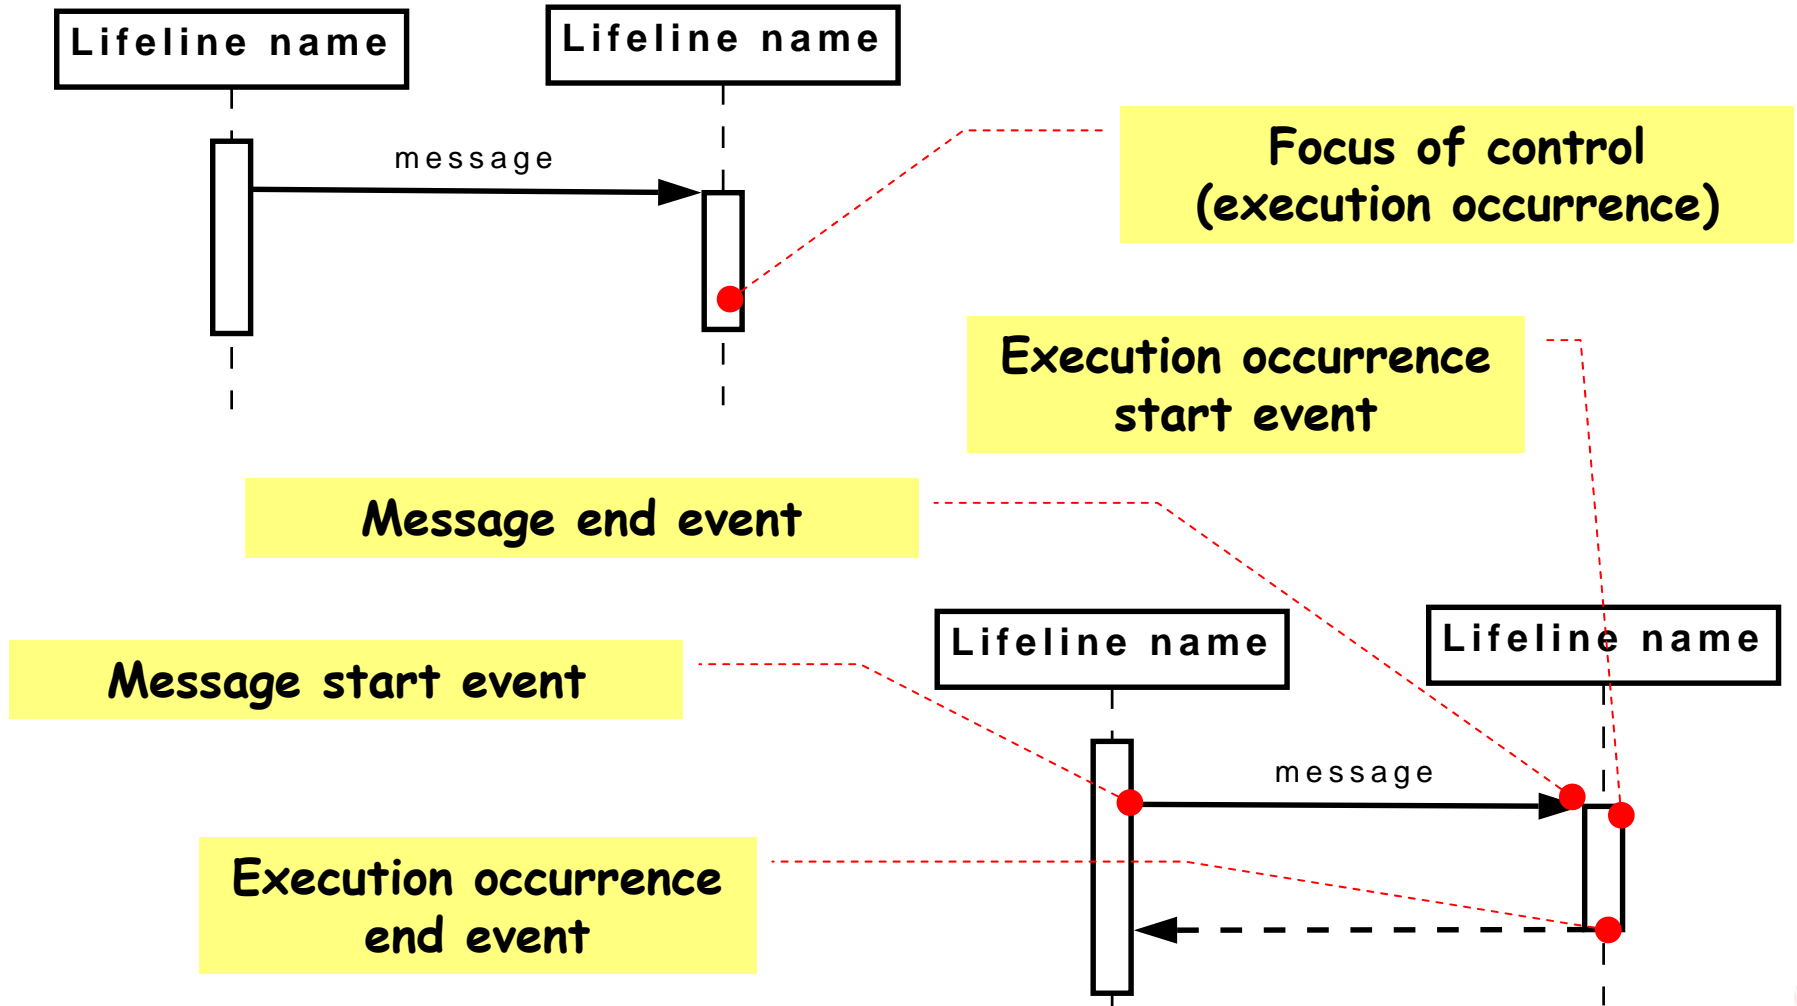 Lifeline name
Lifeline name
message
Focus of control
(execution occurrence)
Execution occurrence
start event
Message end event
Lifeline name
Lifeline name
Message start event
message
Execution occurrence
end event